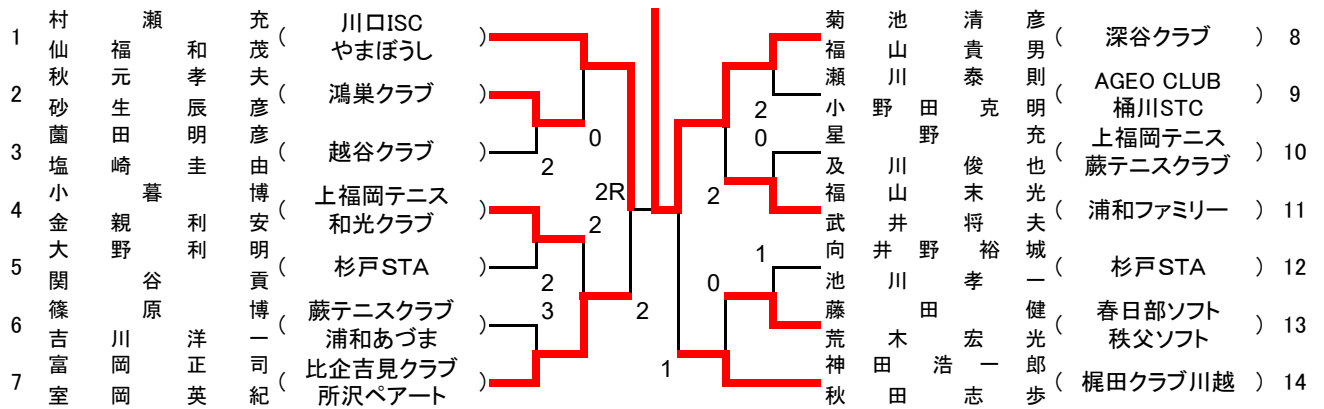 1 村瀬充 ( 川口ISC )
仙福和茂 やまぼうし
2 秋元孝夫 ( 鴻巣クラブ )
砂生辰彦
3 薗田明彦 ( 越谷クラブ )
塩崎圭由
4 小暮博 ( 上福岡テニス )
金親利安 和光クラブ
5 大野利明 ( 杉戸STA )
関谷貢
6 篠原博 ( 蕨テニスクラブ )
吉川洋一 浦和あづま
7 富岡正司 ( 比企吉見クラブ )
室岡英紀 所沢ペアート
0
2
2R
2
2
3
2
菊池清彦 ( 深谷クラブ ) 8
福山貴男
瀬川泰則 ( AGEO CLUB ) 9
小野田克明 桶川STC
星野充 ( 上福岡テニス ) 10
及川俊也 蕨テニスクラブ
福山末光 ( 浦和ファミリー ) 11
武井将夫
向井野裕城 ( 杉戸STA ) 12
池川孝一
藤田健 ( 春日部ソフト ) 13
荒木宏光 秩父ソフト
神田浩一郎 ( 梶田クラブ川越 ) 14
秋田志歩
2
0
2
1
0
1